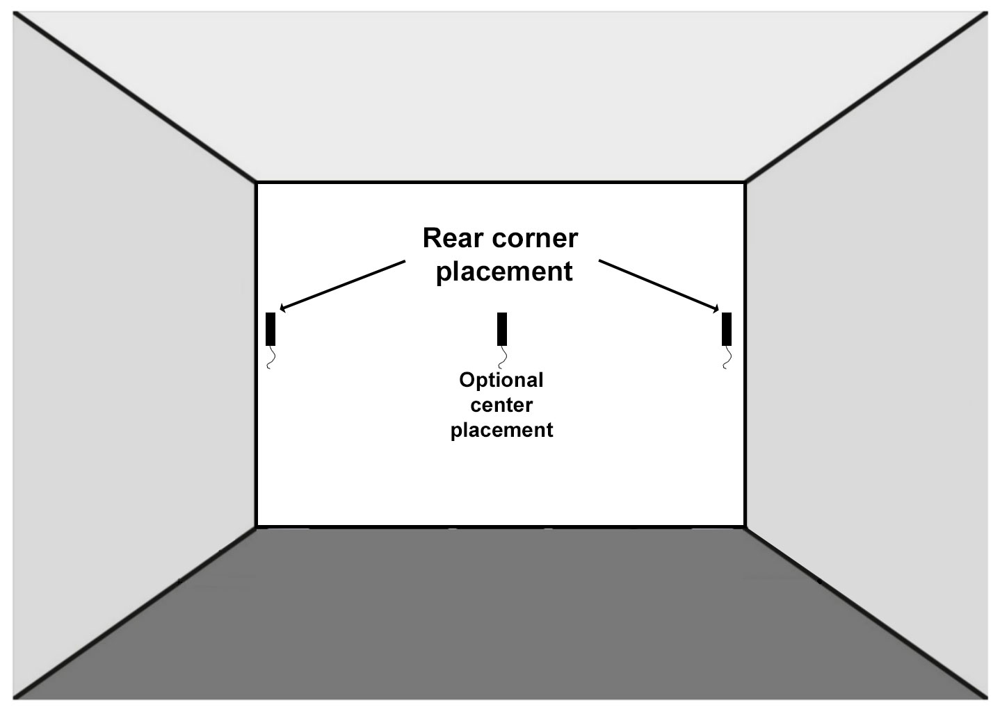 Rear corner
placement
Optional
center
placement